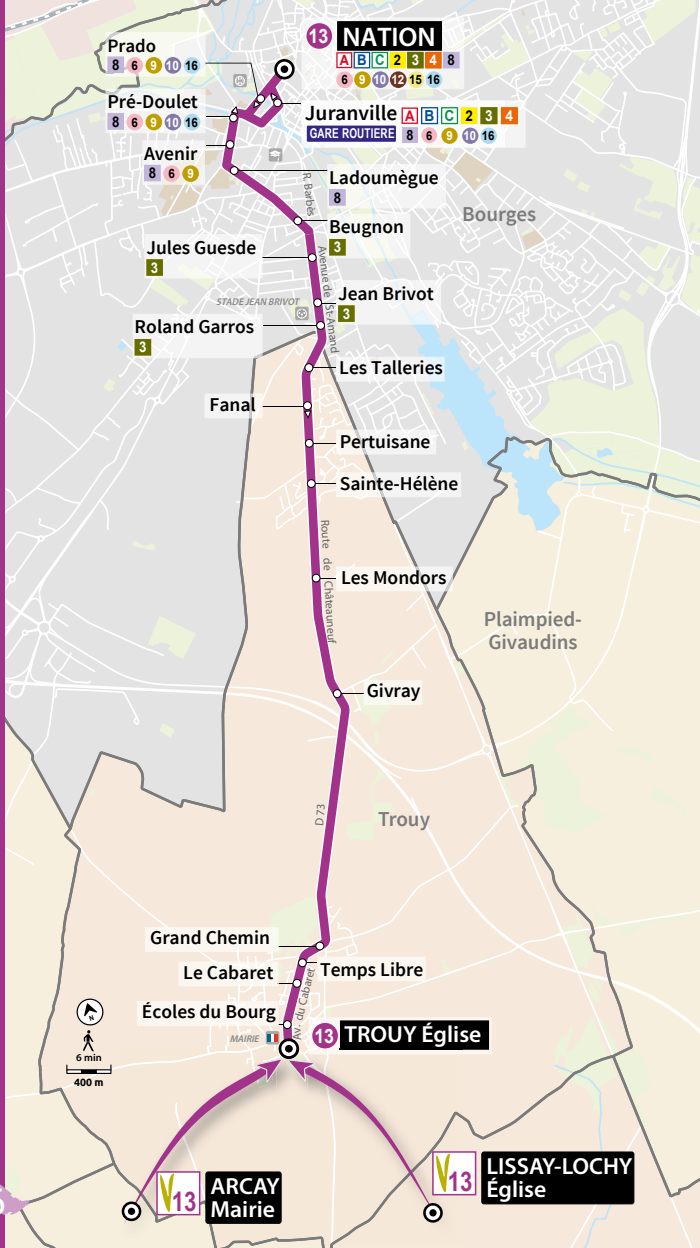 13 NATION
A B C 2 3 4 8
6 9 10 12 15 16
Prado
8 6 9 10 16
Pré-Doulet
8 6 9 10 16
Juranville A B C 2 3 4
GARE ROUTIERE 8 6 9 10 16
Avenir
8 6 9
Ladoumègue
8
R. Barbès
Bourges
Beugnon
3
Jules Guesde
3
Avenue de St-Amand
STADE JEAN BRIVOT
Jean Brivot
3
Roland Garros
3
Les Talleries
Fanal
Pertuisane
Sainte-Hélène
Route de Châteauneuf
Les Mondors
Plaimpied-
Givaudins
Givray
D 73
Trouy
Grand Chemin
Temps Libre
Le Cabaret
Av. du Cabaret
Écoles du Bourg
MAIRIE
13 TROUY Église
N
6 min
400 m
V13 ARCAY
Mairie
V13 LISSAY-LOCHY
Église